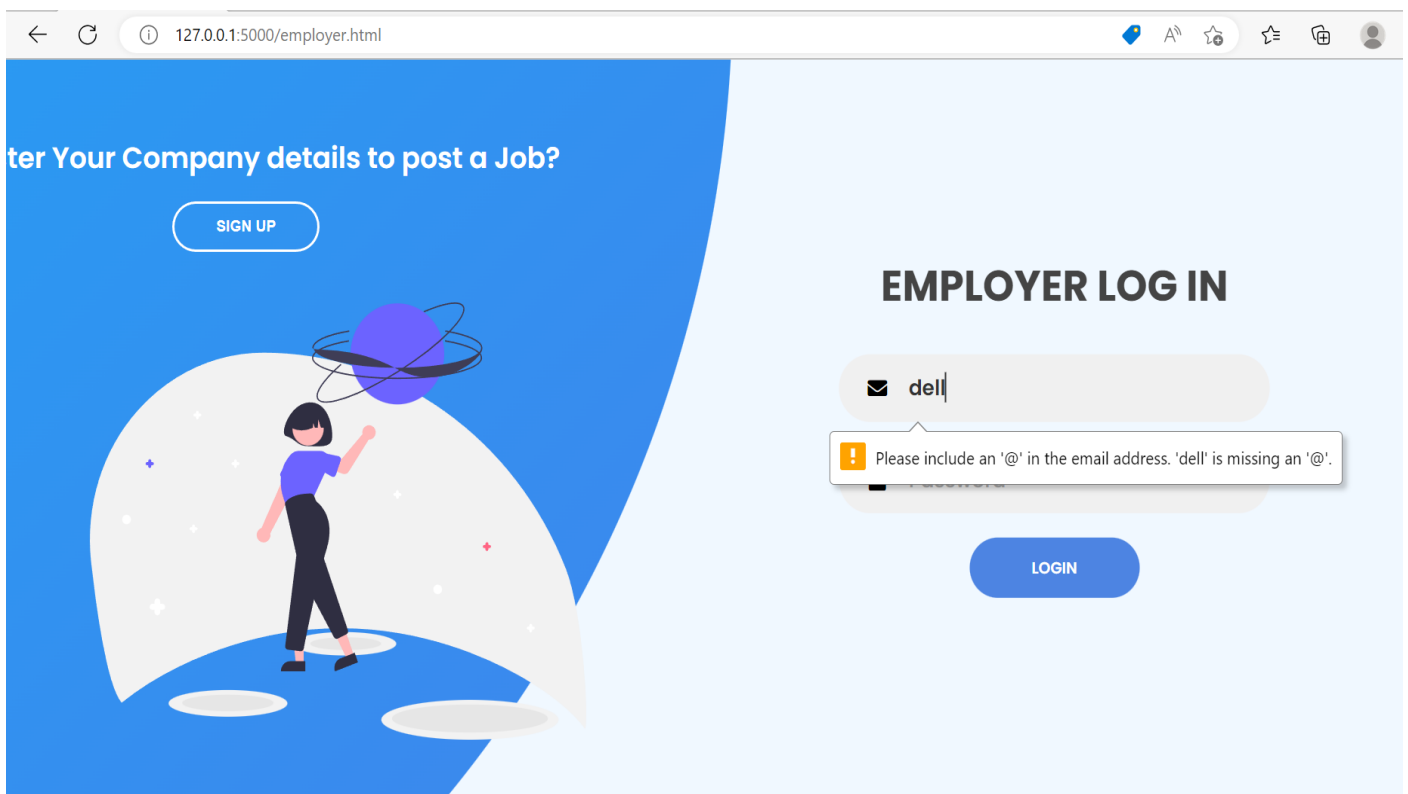 127.0.0.1:5000/employer.html
ter Your Company details to post a Job?
SIGN UP
EMPLOYER LOG IN
dell
Please include an '@' in the email address. 'dell' is missing an '@'.
LOGIN